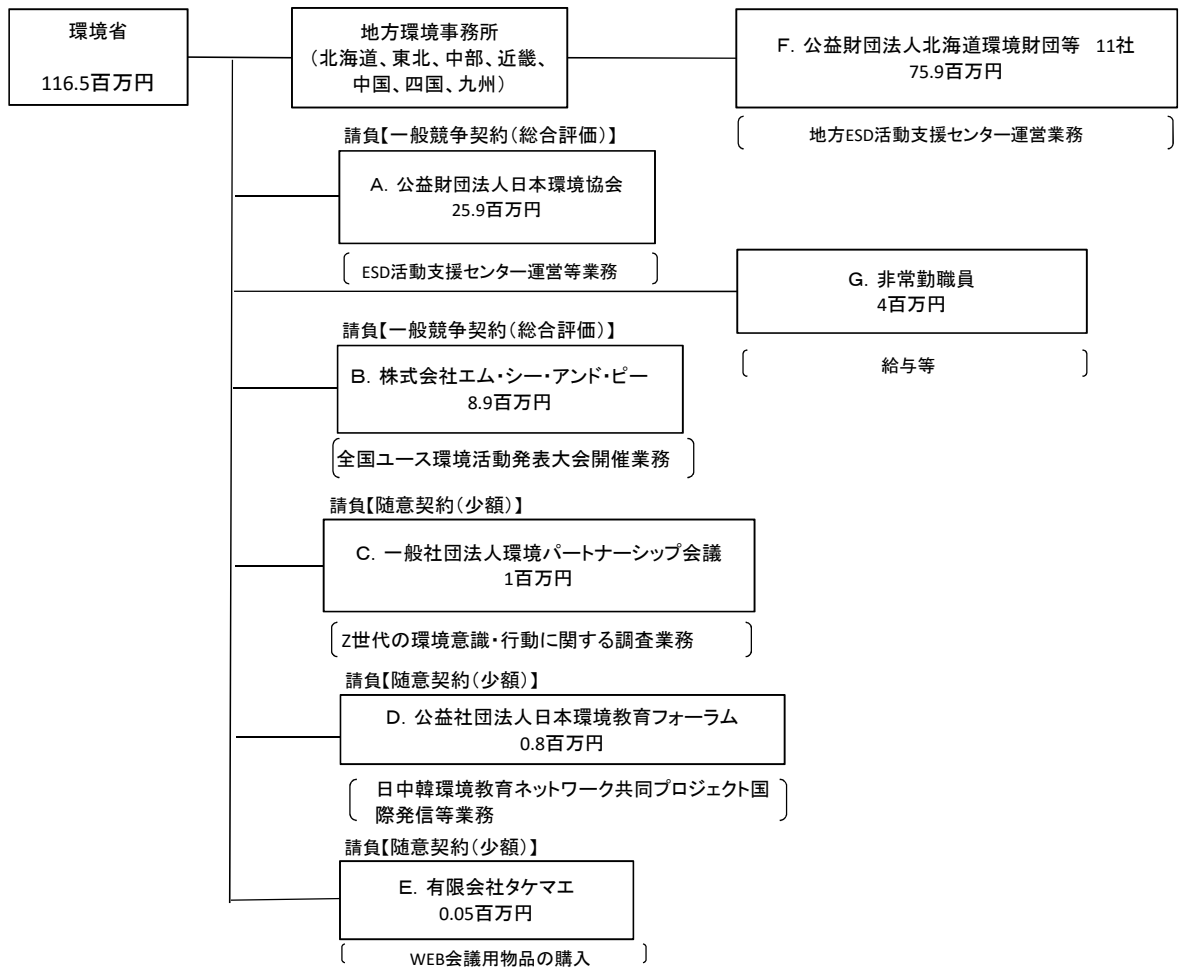 環境省
116.5百万円
地方環境事務所
(北海道、東北、中部、近畿、
中国、四国、九州)
F. 公益財団法人北海道環境財団等 11社
75.9百万円
地方ESD活動支援センター運営業務
請負【一般競争契約(総合評価)】
A. 公益財団法人日本環境協会
25.9百万円
ESD活動支援センター運営等業務
G. 非常勤職員
4百万円
給与等
請負【一般競争契約(総合評価)】
B. 株式会社エム・シー・アンド・ピー
8.9百万円
全国ユース環境活動発表大会開催業務
請負【随意契約(少額)】
C. 一般社団法人環境パートナーシップ会議
1百万円
Z世代の環境意識・行動に関する調査業務
請負【随意契約(少額)】
D. 公益社団法人日本環境教育フォーラム
0.8百万円
日中韓環境教育ネットワーク共同プロジェクト国
際発信等業務
請負【随意契約(少額)】
E. 有限会社タケマエ
0.05百万円
WEB会議用物品の購入